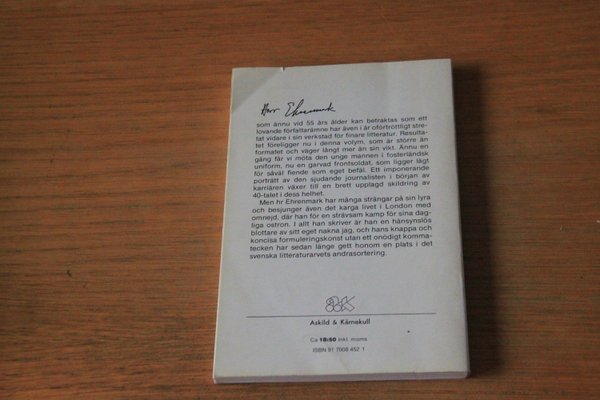 Herr Ehrenmark
som ännu vid 55 års ålder kan betraktas som ett
lovande författarämne har även i år oförtröttligt stre-
tat vidare i sin verkstad för finare litteratur. Resulta-
tet föreligger nu i denna volym, som är större än
formatet och väger långt mer än sin vikt. Ännu en
gång får vi möta den unge mannen i fosterländsk
uniform, nu en garvad frontsoldat, som ligger lågt
för såväl fiende som eget befäl. Ett imponerande
porträtt av den sjudande journalisten i början av
karriären växer till en brett upplagd skildring av
40-talet i dess helhet.
Men hr Ehrenmark har många strängar på sin lyra
och besjunger även det karga livet i London med
omnejd, där han för en strävsam kamp för sina dag-
liga ostron. I allt han skriver är han en hänsynslös
blottare av sitt eget nakna jag, och hans knappa och
koncisa formuleringskonst utan ett onödigt komma-
tecken har sedan länge gett honom en plats i det
svenska litteraturarvets andrasortering.
Askild & Kärnekull
Ca 18:50 inkl. moms
ISBN 91 7008 452 1